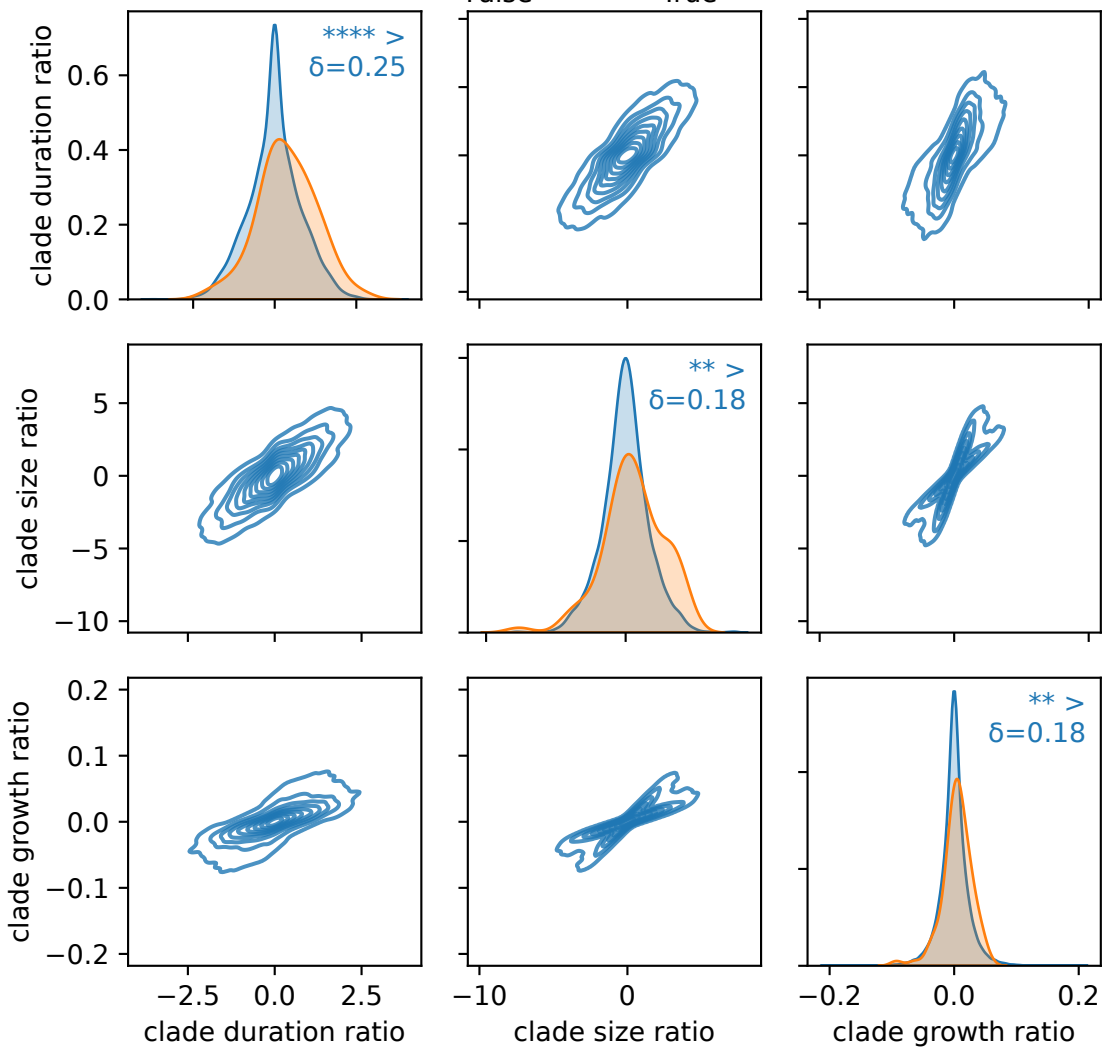 False True
clade duration ratio
0.6
0.4
0.2
0.0
**** >
δ=0.25
clade size ratio
5
0
−5
−10
** >
δ=0.18
clade growth ratio
0.2
0.1
0.0
−0.1
−0.2
** >
δ=0.18
−2.5 0.0 2.5
−10 0
−0.2 0.0 0.2
clade duration ratio
clade size ratio
clade growth ratio